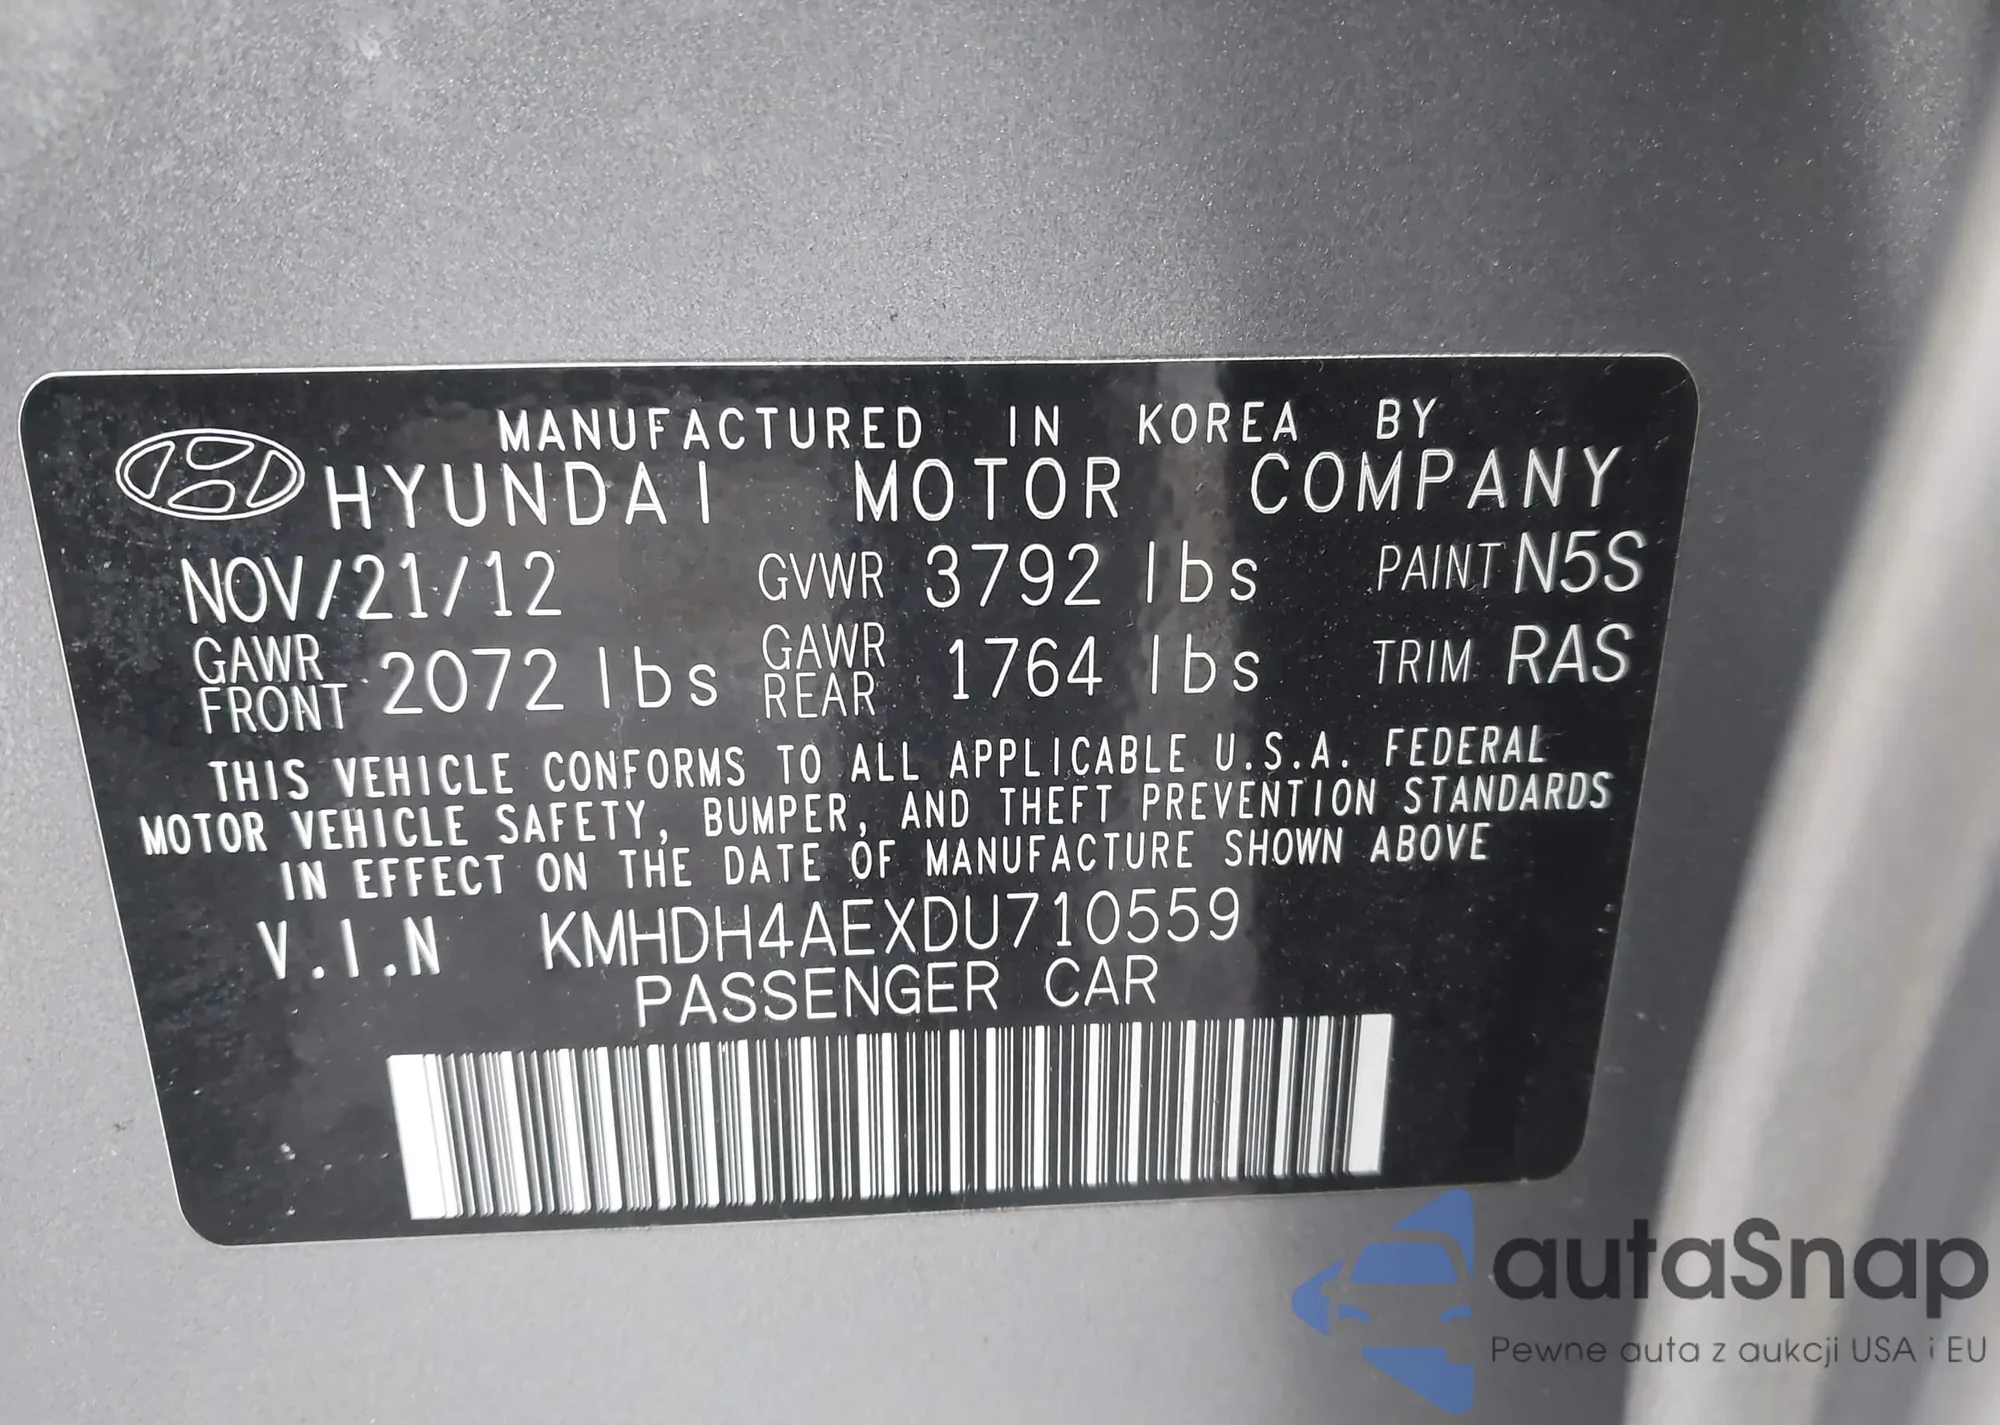 MANUFACTURED IN KOREA BY
HYUNDAI MOTOR COMPANY
NOV/21/12 GVWR 3792 lbs PAINT N5S
GAWR FRONT 2072 lbs GAWR REAR 1764 lbs TRIM RAS
THIS VEHICLE CONFORMS TO ALL APPLICABLE U.S.A. FEDERAL
MOTOR VEHICLE SAFETY, BUMPER, AND THEFT PREVENTION STANDARDS
IN EFFECT ON THE DATE OF MANUFACTURE SHOWN ABOVE
V.I.N KMHDH4AEXDU710559
PASSENGER CAR
autaSnap
Pewne auta z aukcji USA i EU